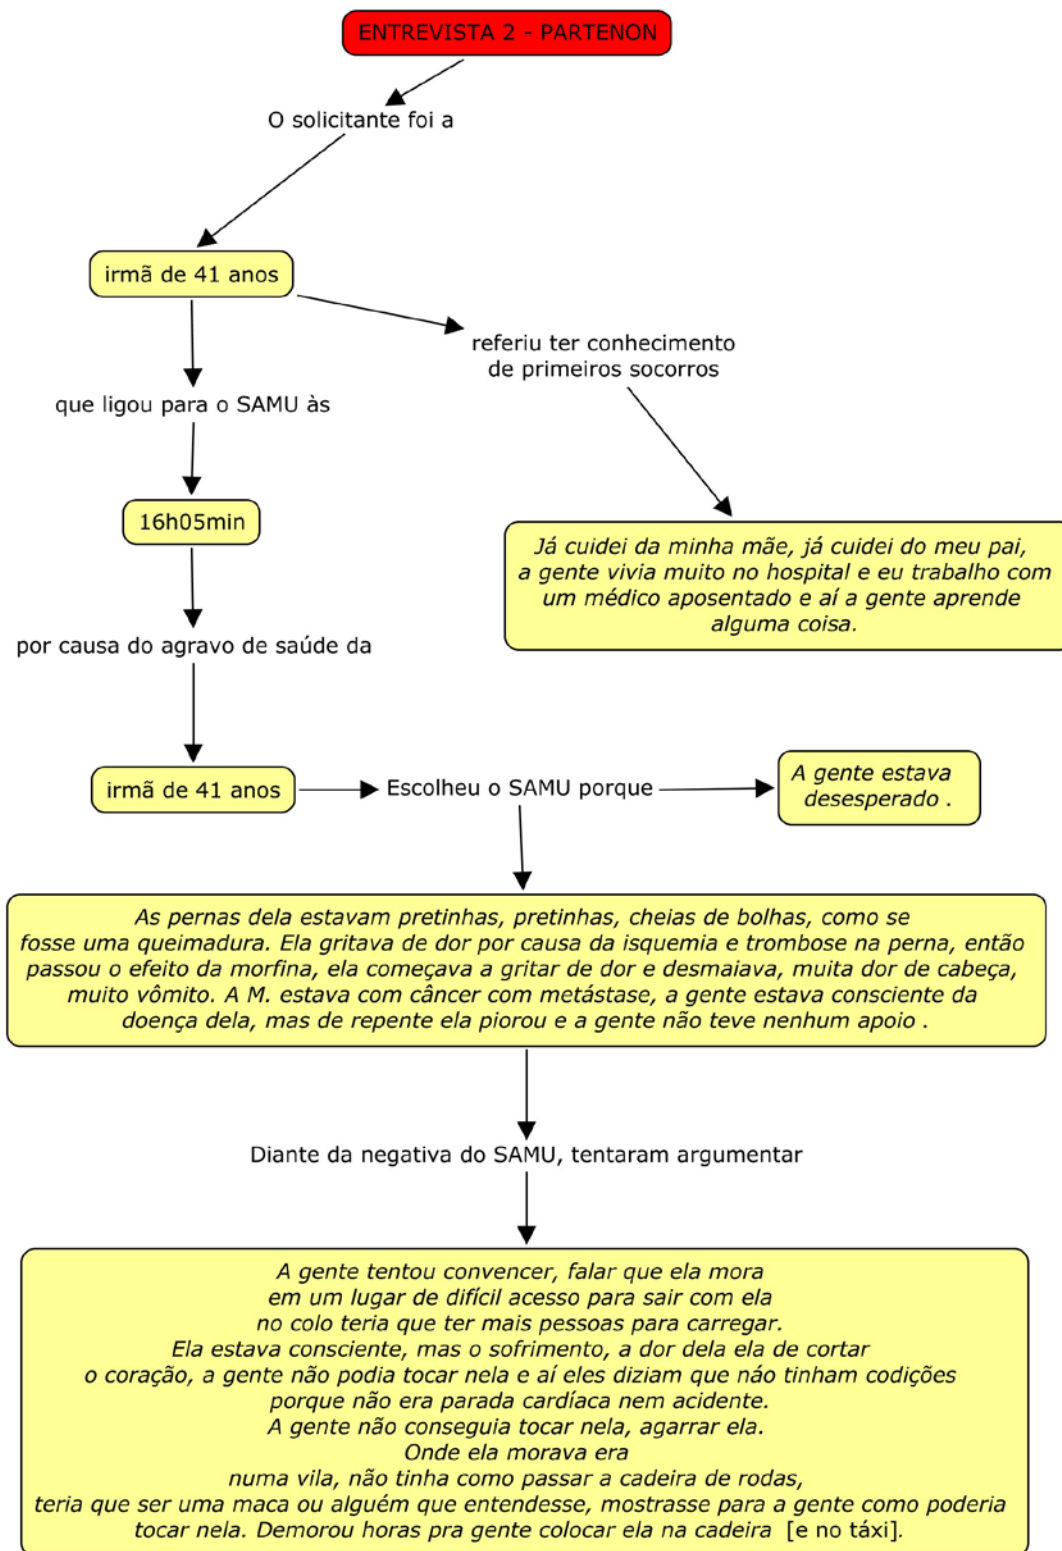 ENTREVISTA 2 - PARTENON
O solicitante foi a
irmã de 41 anos
referiu ter conhecimento
de primeiros socorros
que ligou para o SAMU às
16h05min
Já cuidei da minha mãe, já cuidei do meu pai,
a gente vivia muito no hospital e eu trabalho com
um médico aposentado e aí a gente aprende
alguma coisa.
por causa do agravo de saúde da
irmã de 41 anos
Escolheu o SAMU porque
A gente estava
desesperado .
As pernas dela estavam pretinhas, pretinhas, cheias de bolhas, como se
fosse uma queimadura. Ela gritava de dor por causa da isquemia e trombose na perna, então
passou o efeito da morfina, ela começava a gritar de dor e desmaiava, muita dor de cabeça,
muito vômito. A M. estava com câncer com metástase, a gente estava consciente da
doença dela, mas de repente ela piorou e a gente não teve nenhum apoio .
Diante da negativa do SAMU, tentaram argumentar
A gente tentou convencer, falar que ela mora
em um lugar de difícil acesso para sair com ela
no colo teria que ter mais pessoas para carregar.
Ela estava consciente, mas o sofrimento, a dor dela ela de cortar
o coração, a gente não podia tocar nela e aí eles diziam que náo tinham codições
porque não era parada cardíaca nem acidente.
A gente não conseguia tocar nela, agarrar ela.
Onde ela morava era
numa vila, não tinha como passar a cadeira de rodas,
teria que ser uma maca ou alguém que entendesse, mostrasse para a gente como poderia
tocar nela. Demorou horas pra gente colocar ela na cadeira [e no táxi].